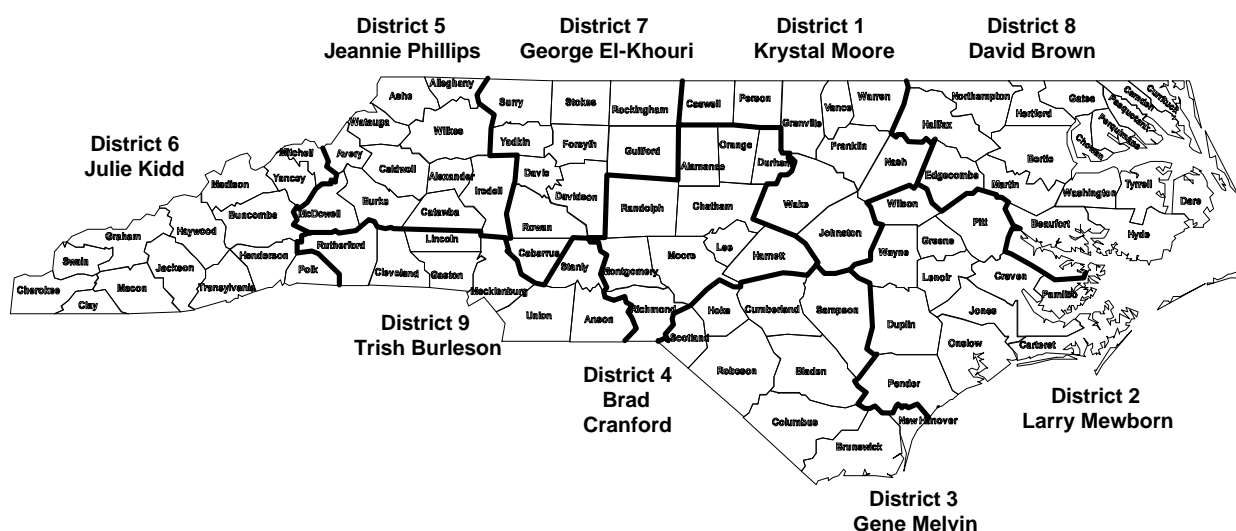 District 5
Jeannie Phillips
District 7
George El-Khouri
District 1
Krystal Moore
District 8
David Brown
District 6
Julie Kidd
Ashe
Alleghany
Surry
Stokes
Rockingham
Caswell
Person
Granville
Vance
Warren
Northampton
Gates
Camden
Currituck
Pasquotank
Perquimans
Chowan
Hertford
Halifax
Watauga
Wilkes
Yadkin
Forsyth
Guilford
Alamance
Orange
Durham
Franklin
Nash
Edgecombe
Bertie
Martin
Washington
Tyrrell
Dare
Mitchell
Avery
Caldwell
Alexander
Iredell
Davie
Davidson
Randolph
Chatham
Wake
Wilson
Pitt
Beaufort
Hyde
Madison
Yancey
McDowell
Burke
Catawba
Rowan
Buncombe
Haywood
Johnston
Greene
Wayne
Lenoir
Craven
Pamlico
Graham
Swain
Jackson
Henderson
Rutherford
Polk
Lincoln
Cleveland
Gaston
Cabarrus
Stanly
Montgomery
Moore
Lee
Harnett
Cherokee
Clay
Macon
Transylvania
Mecklenburg
Union
Anson
Richmond
Scotland
Hoke
Cumberland
Sampson
Duplin
Jones
Onslow
Carteret
Robeson
Bladen
Pender
Columbus
New Hanover
Brunswick
District 9
Trish Burleson
District 4
Brad
Cranford
District 2
Larry Mewborn
District 3
Gene Melvin